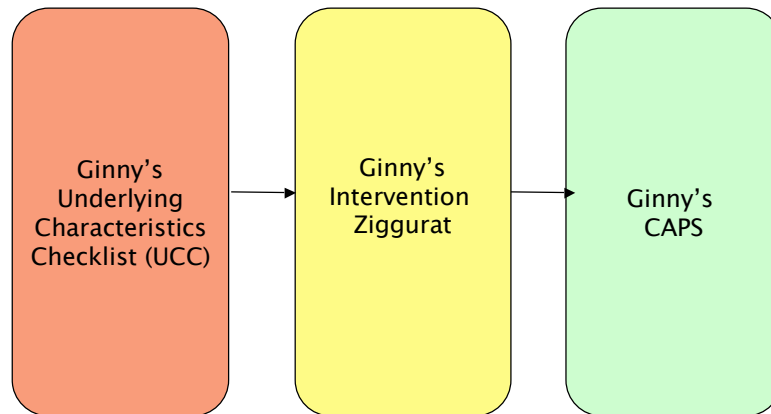 Ginny’s
Underlying
Characteristics
Checklist (UCC)
Ginny’s
Intervention
Ziggurat
Ginny’s
CAPS